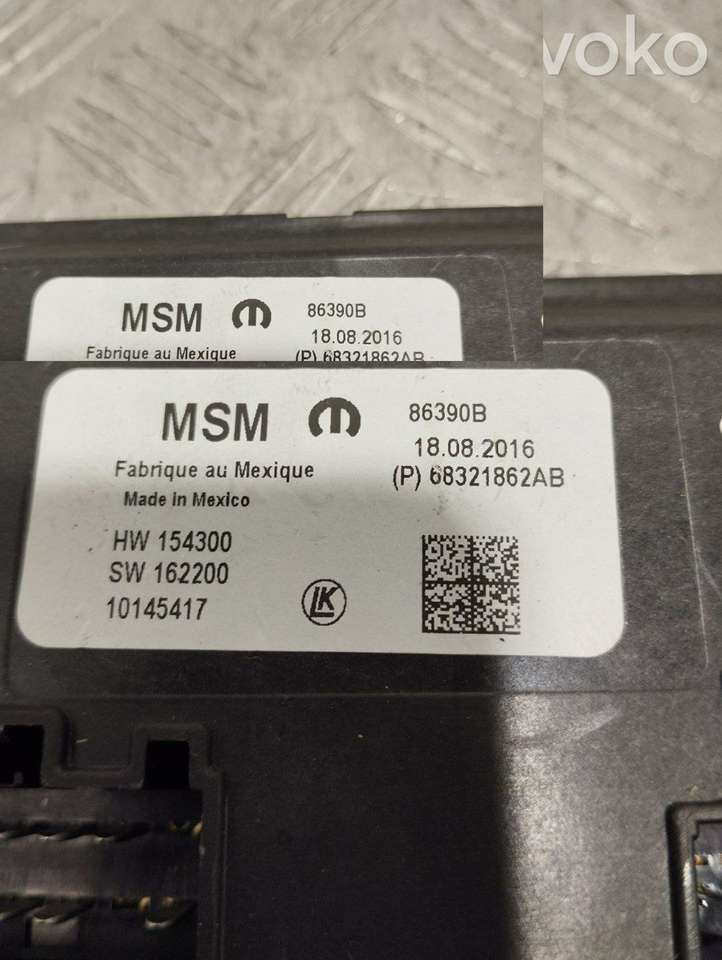 voko
MSM
86390B
18.08.2016
Fabrique au Mexique
(P) 68321862AB
MSM
86390B
18.08.2016
Fabrique au Mexique
(P) 68321862AB
Made in Mexico
HW 154300
SW 162200
10145417
LK